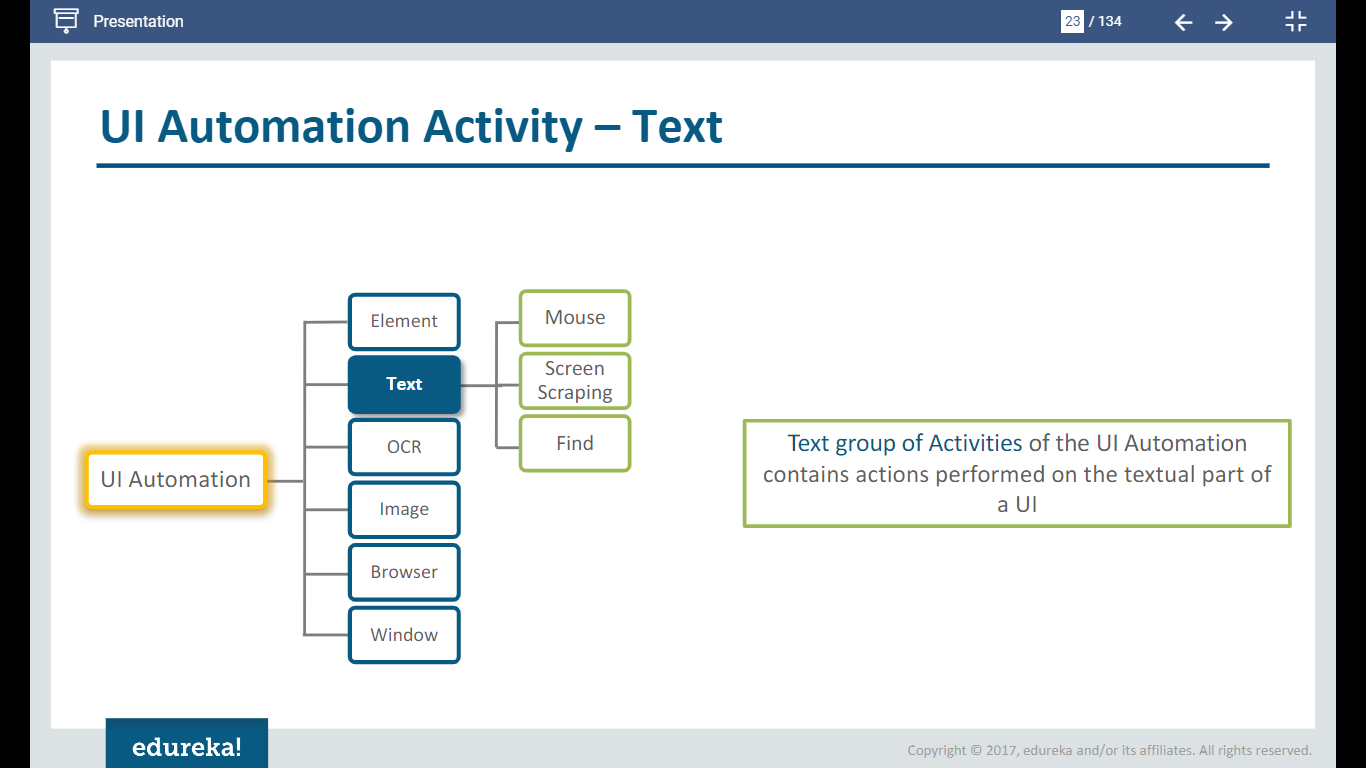 Presentation
23 / 134
UI Automation Activity – Text
UI Automation
Element
Text
OCR
Image
Browser
Window
Mouse
Screen
Scraping
Find
Text group of Activities of the UI Automation
contains actions performed on the textual part of
a UI
edureka!
Copyright © 2017, edureka and/or its affiliates. All rights reserved.